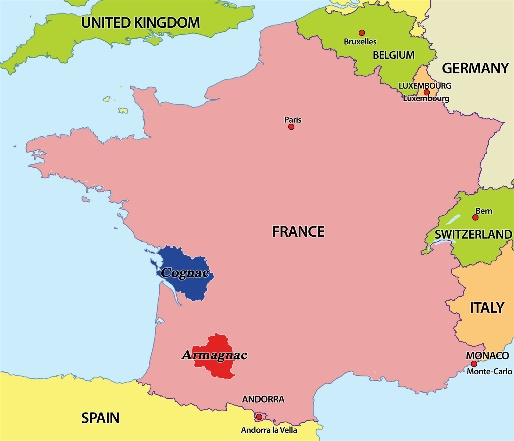 UNITED KINGDOM
Bruxelles
BELGIUM
GERMANY
LUXEMBOURG
Luxembourg
Paris
Bern
FRANCE
SWITZERLAND
Cognac
ITALY
Armagnac
MONACO
Monte-Carlo
ANDORRA
SPAIN
Andorra la Vella